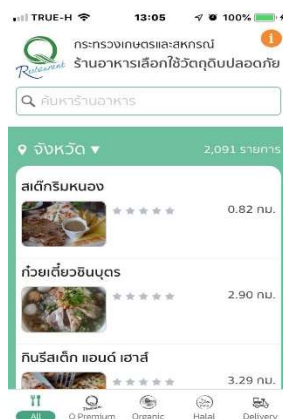 TRUE-H 13:05 100%
กระทรวงเกษตรและสหกรณ์
Q Restaurant ร้านอาหารเลือกใช้วัตถุดิบปลอดภัย
ค้นหาร้านอาหาร
จังหวัด 2,091 รายการ
สเต๊กริมหนอง
0.82 กม.
ก๋วยเตี๋ยวชินบุตร
2.90 กม.
กินรีสเต็ก แอนด์ เฮาส์
3.29 กม.
All Q Premium Organic Halal Delivery